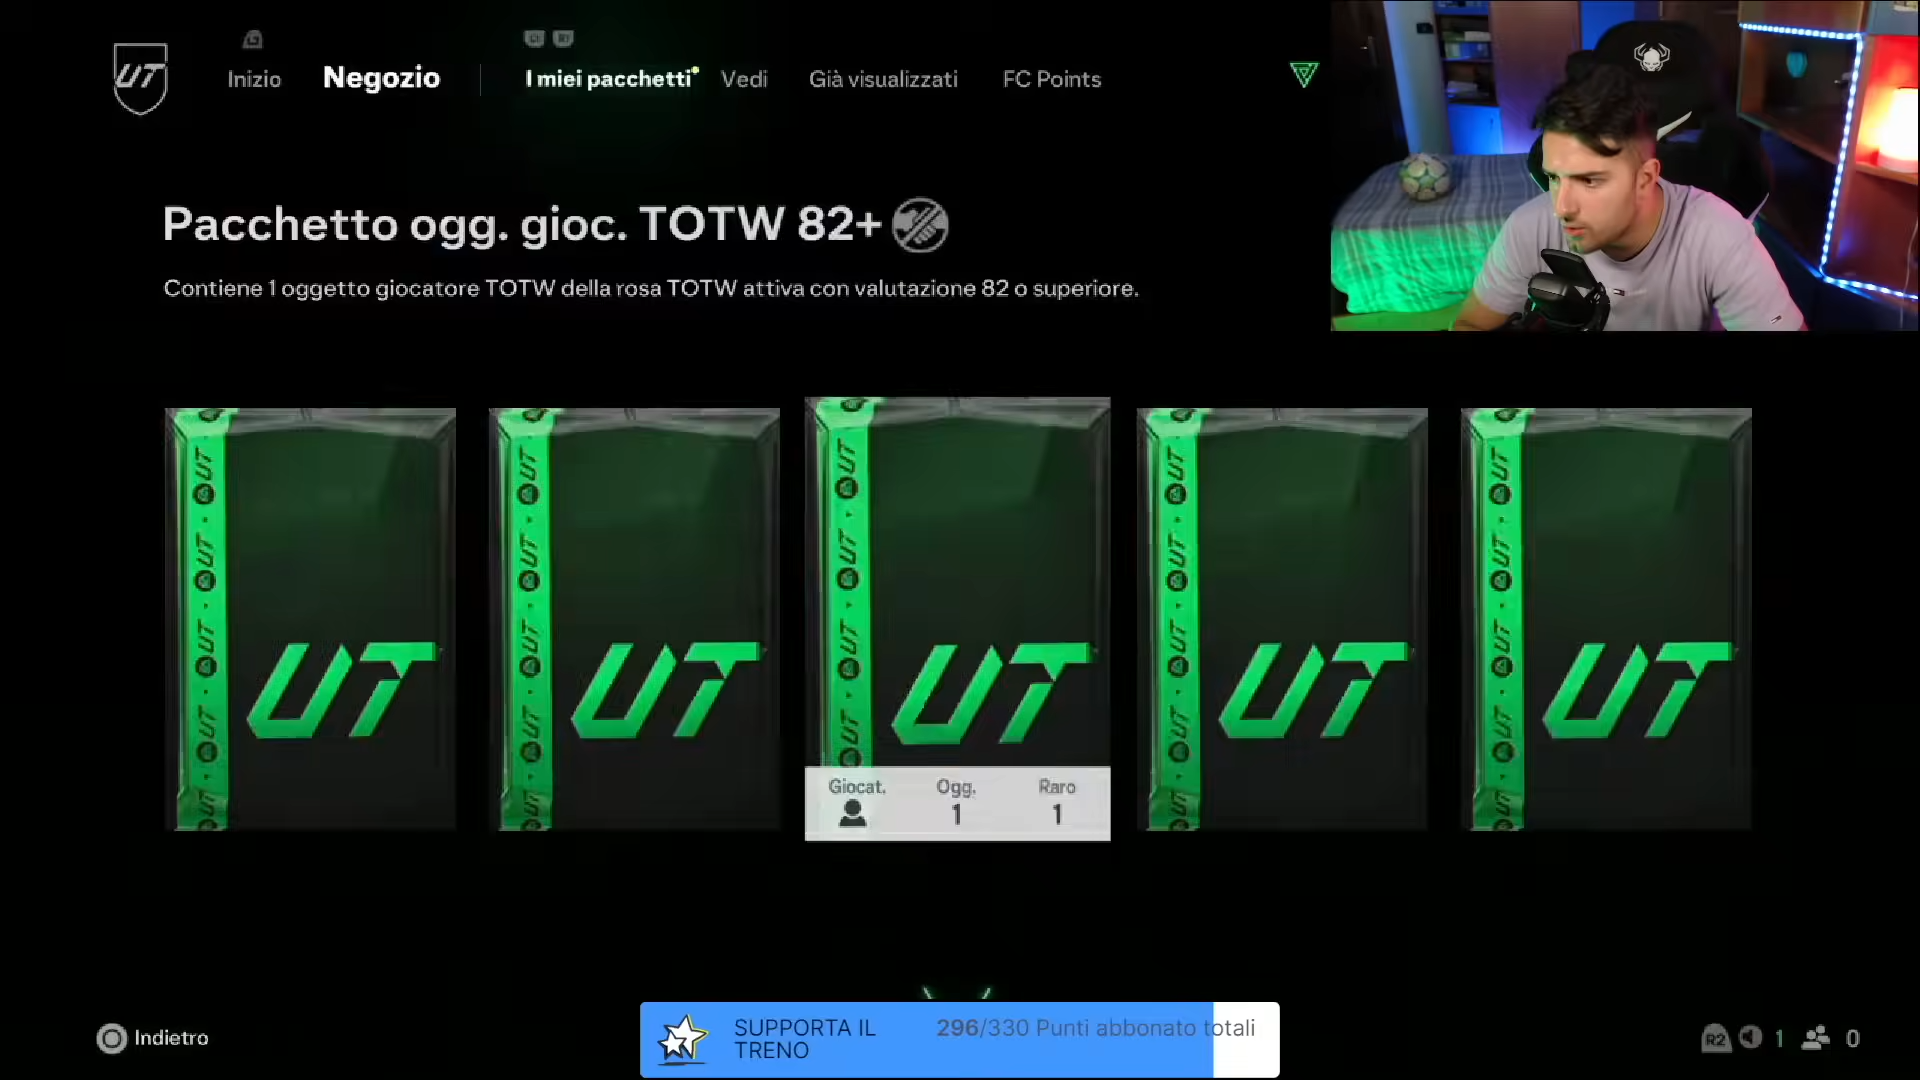 UT
Inizio
Negozio
L1 R1
I miei pacchetti
Vedi
Già visualizzati
FC Points
Pacchetto ogg. gioc. TOTW 82+
Contiene 1 oggetto giocatore TOTW della rosa TOTW attiva con valutazione 82 o superiore.
UT UT UT UT UT
Giocat. Ogg. Raro
1 1
Indietro
SUPPORTA IL TRENO
296/330 Punti abbonato totali
R2 1 0